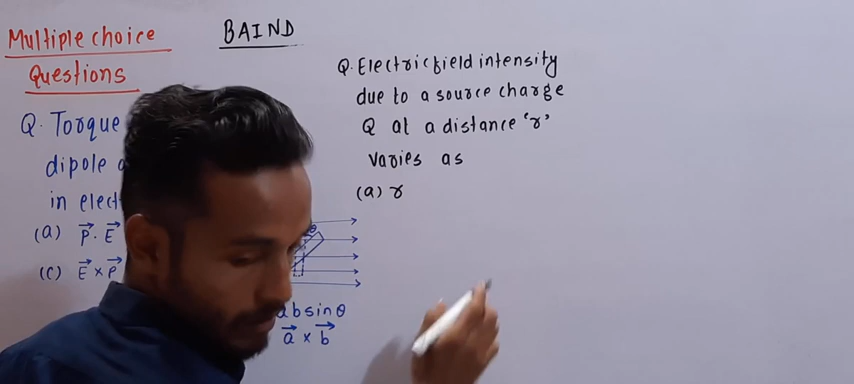 Multiple choice
Questions
BAIND
Q. Torque
dipole
in elect
(a) P⃗ . E⃗
(c) E⃗ × P⃗
θ
ab sin θ
a⃗ × b⃗
Q. Electric field intensity
due to a source charge
Q at a distance 'r'
varies as
(a) r